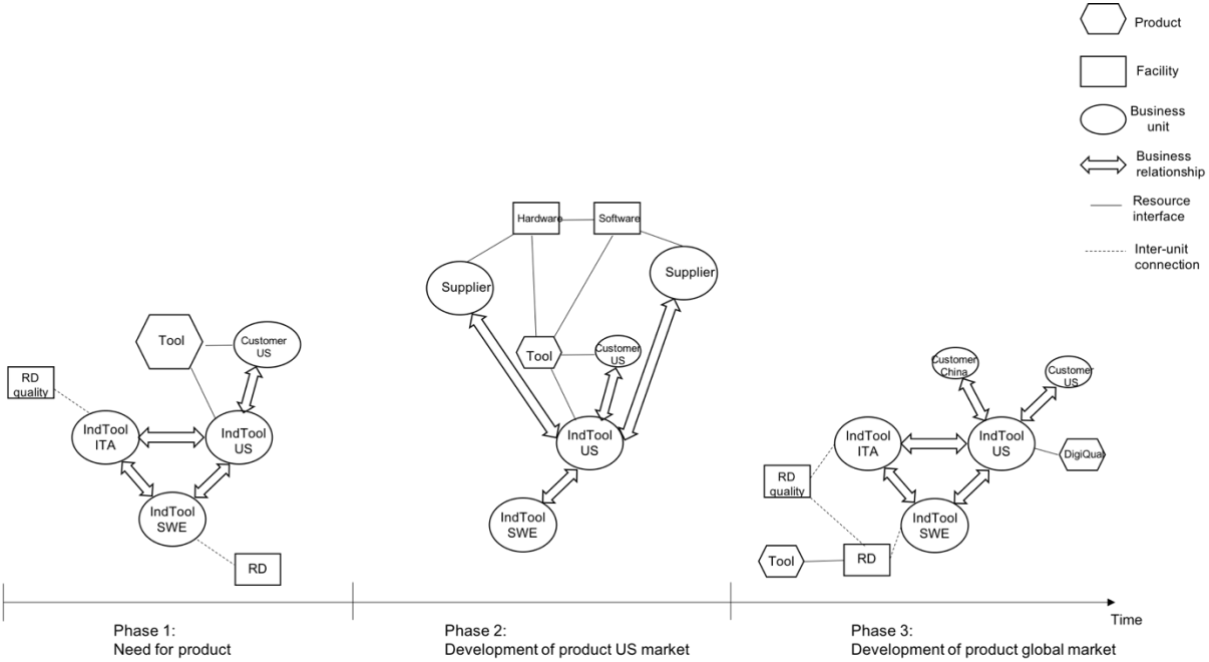 Product
Facility
Business
unit
Business
relationship
Resource
interface
Inter-unit
connection
Tool
Customer
US
RD
quality
IndTool
ITA
IndTool
US
IndTool
SWE
RD
Hardware
Software
Supplier
Supplier
Tool
Customer
US
IndTool
US
IndTool
SWE
Customer
China
Customer
US
IndTool
ITA
IndTool
US
DigiQual
RD
quality
IndTool
SWE
Tool
RD
Time
Phase 1:
Need for product
Phase 2:
Development of product US market
Phase 3:
Development of product global market